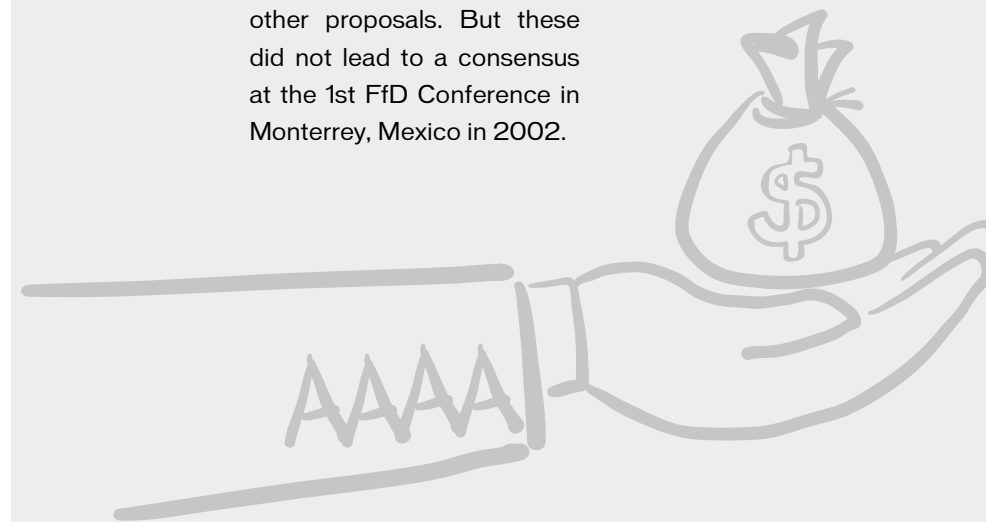 other proposals. But these
did not lead to a consensus
at the 1st FfD Conference in
Monterrey, Mexico in 2002.
$
AAAA